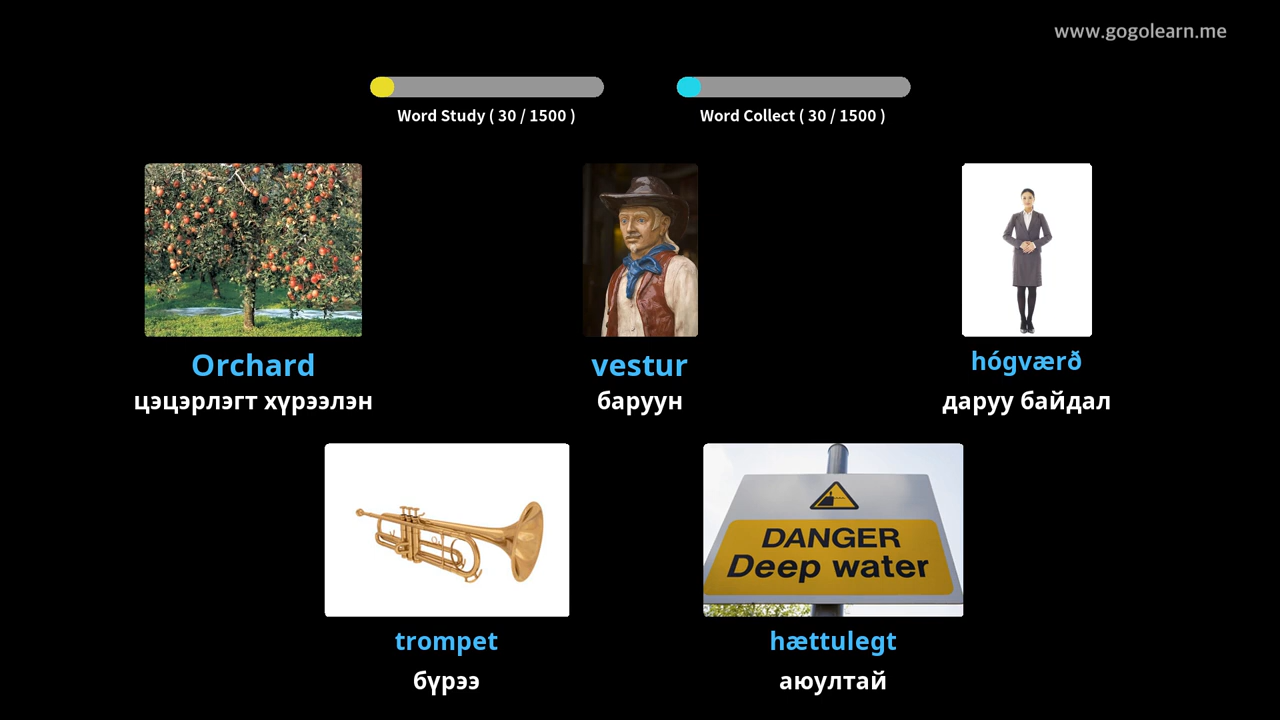 www.gogolearn.me
Word Study ( 30 / 1500 )
Word Collect ( 30 / 1500 )
Orchard
цэцэрлэгт хүрээлэн
vestur
баруун
hógværð
даруу байдал
DANGER
Deep water
trompet
бүрээ
hættulegt
аюултай